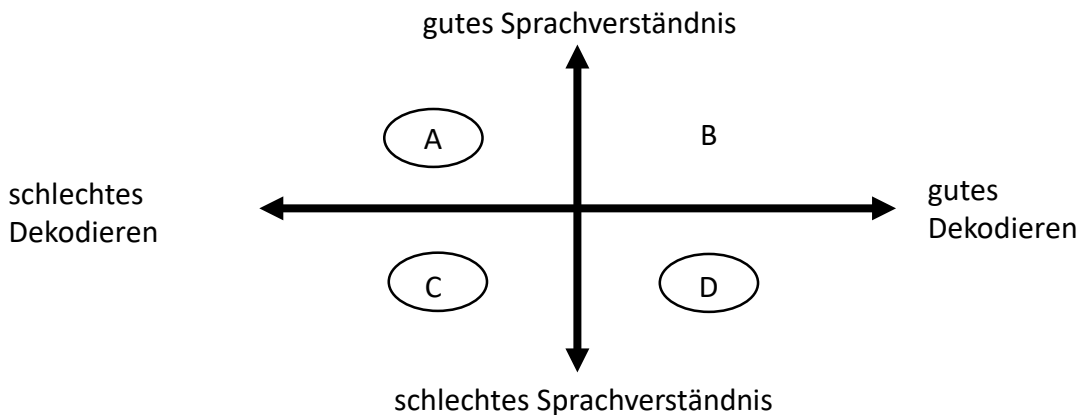 gutes Sprachverständnis
A
B
schlechtes
Dekodieren
gutes
Dekodieren
C
D
schlechtes Sprachverständnis